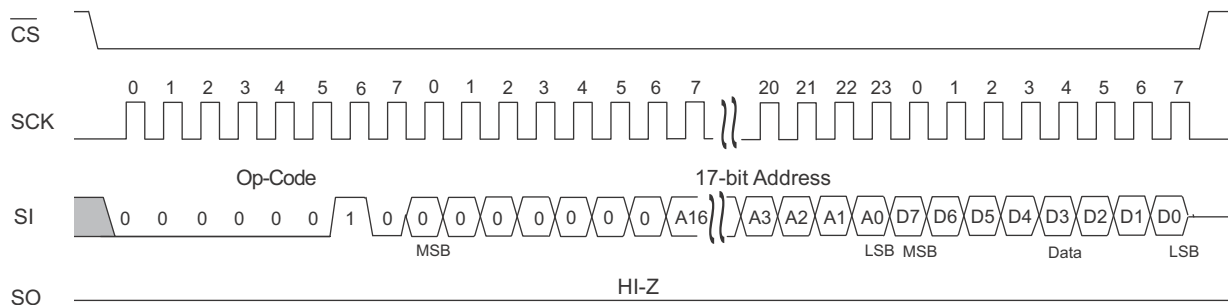 CS
0 1 2 3 4 5 6 7 0 1 2 3 4 5 6 7 20 21 22 23 0 1 2 3 4 5 6 7
SCK
Op-Code 17-bit Address
SI 0 0 0 0 0 0 1 0 0 0 0 0 0 0 0 A16 A3 A2 A1 A0 D7 D6 D5 D4 D3 D2 D1 D0
MSB LSB MSB Data LSB
HI-Z
SO